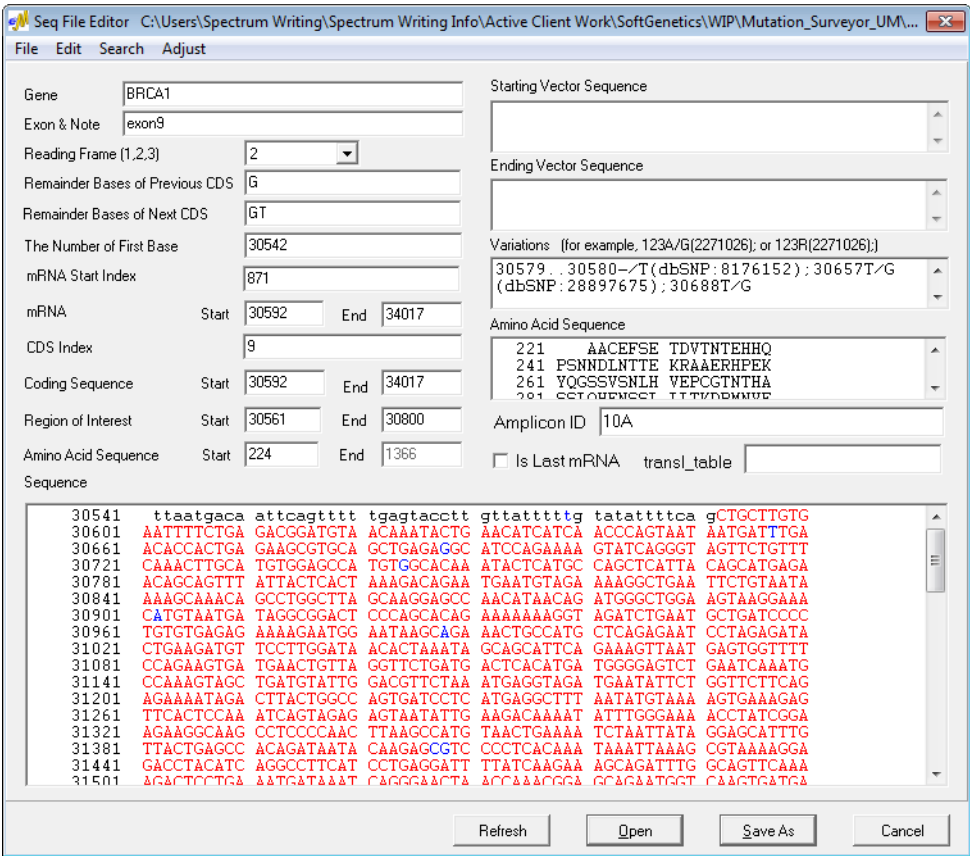 Seq File Editor C:\Users\Spectrum Writing\Spectrum Writing Info\Active Client Work\SoftGenetics\WIP\Mutation_Surveyor_UM\...
File Edit Search Adjust
Gene BRCA1
Exon & Note exon9
Reading Frame (1,2,3) 2
Remainder Bases of Previous CDS G
Remainder Bases of Next CDS GT
The Number of First Base 30542
mRNA Start Index 871
mRNA Start 30592 End 34017
CDS Index 9
Coding Sequence Start 30592 End 34017
Region of Interest Start 30561 End 30800
Amino Acid Sequence Start 224 End 1366
Starting Vector Sequence
Ending Vector Sequence
Variations (for example, 123A/G(2271026); or 123R(2271026);)
30579..30580-/T(dbSNP:8176152);30657T/G
(dbSNP:28897675);30688T/G
Amino Acid Sequence
221 AACEFSE TDVTNTEHHQ
241 PSNNDLNTTE KRAAERHPEK
261 YQGSSVSNLH VEPCGTNTHA
281 SSLQHENSSL LLTKDRMNVE
Amplicon ID 10A
Is Last mRNA transl_table
Sequence
30541 ttaatgaca attcagtttt tgagtacctt gttatttttg tatattttca gCTGCTTGTG
30601 AATTTTCTGA GACGGATGTA ACAAATACTG AACATCATCA ACCCAGTAAT AATGATTTGA
30661 ACACCACTGA GAAGCGTGCA GCTGAGAGGC ATCCAGAAAA GTATCAGGGT AGTTCTGTTT
30721 CAAACTTGCA TGTGGAGCCA TGTGGCACAA ATACTCATGC CAGCTCATTA CAGCATGAGA
30781 ACAGCAGTTT ATTACTCACT AAAGACAGAA TGAATGTAGA AAAGGCTGAA TTCTGTAATA
30841 AAAGCAAACA GCCTGGCTTA GCAAGGAGCC AACATAACAG ATGGGCTGGA AGTAAGGAAA
30901 CATGTAATGA TAGGCGGACT CCCAGCACAG AAAAAAAGGT AGATCTGAAT GCTGATCCCC
30961 TGTGTGAGAG AAAAGAATGG AATAAGCAGA AACTGCCATG CTCAGAGAAT CCTAGAGATA
31021 CTGAAGATGT TCCTTGGATA ACACTAAATA GCAGCATTCA GAAAGTTAAT GAGTGGTTTT
31081 CCAGAAGTGA TGAACTGTTA GGTTCTGATG ACTCACATGA TGGGGAGTCT GAATCAAATG
31141 CCAAAGTAGC TGATGTATTG GACGTTCTAA ATGAGGTAGA TGAATATTCT GGTTCTTCAG
31201 AGAAAATAGA CTTACTGGCC AGTGATCCTC ATGAGGCTTT AATATGTAAA AGTGAAAGAG
31261 TTCACTCCAA ATCAGTAGAG AGTAATATTG AAGACAAAAT ATTTGGGAAA ACCTATCGGA
31321 AGAAGGCAAG CCTCCCCAAC TTAAGCCATG TAACTGAAAA TCTAATTATA GGAGCATTTG
31381 TTACTGAGCC ACAGATAATA CAAGAGCGTC CCCTCACAAA TAAATTAAAG CGTAAAAGGA
31441 GACCTACATC AGGCCTTCAT CCTGAGGATT TTATCAAGAA AGCAGATTTG GCAGTTCAAA
31501 AGACTCCTGA AATGATAAAT CAGGGAACTA ACCAAACGGA GCAGAATGGT CAAGTGATGA
Refresh Open Save As Cancel